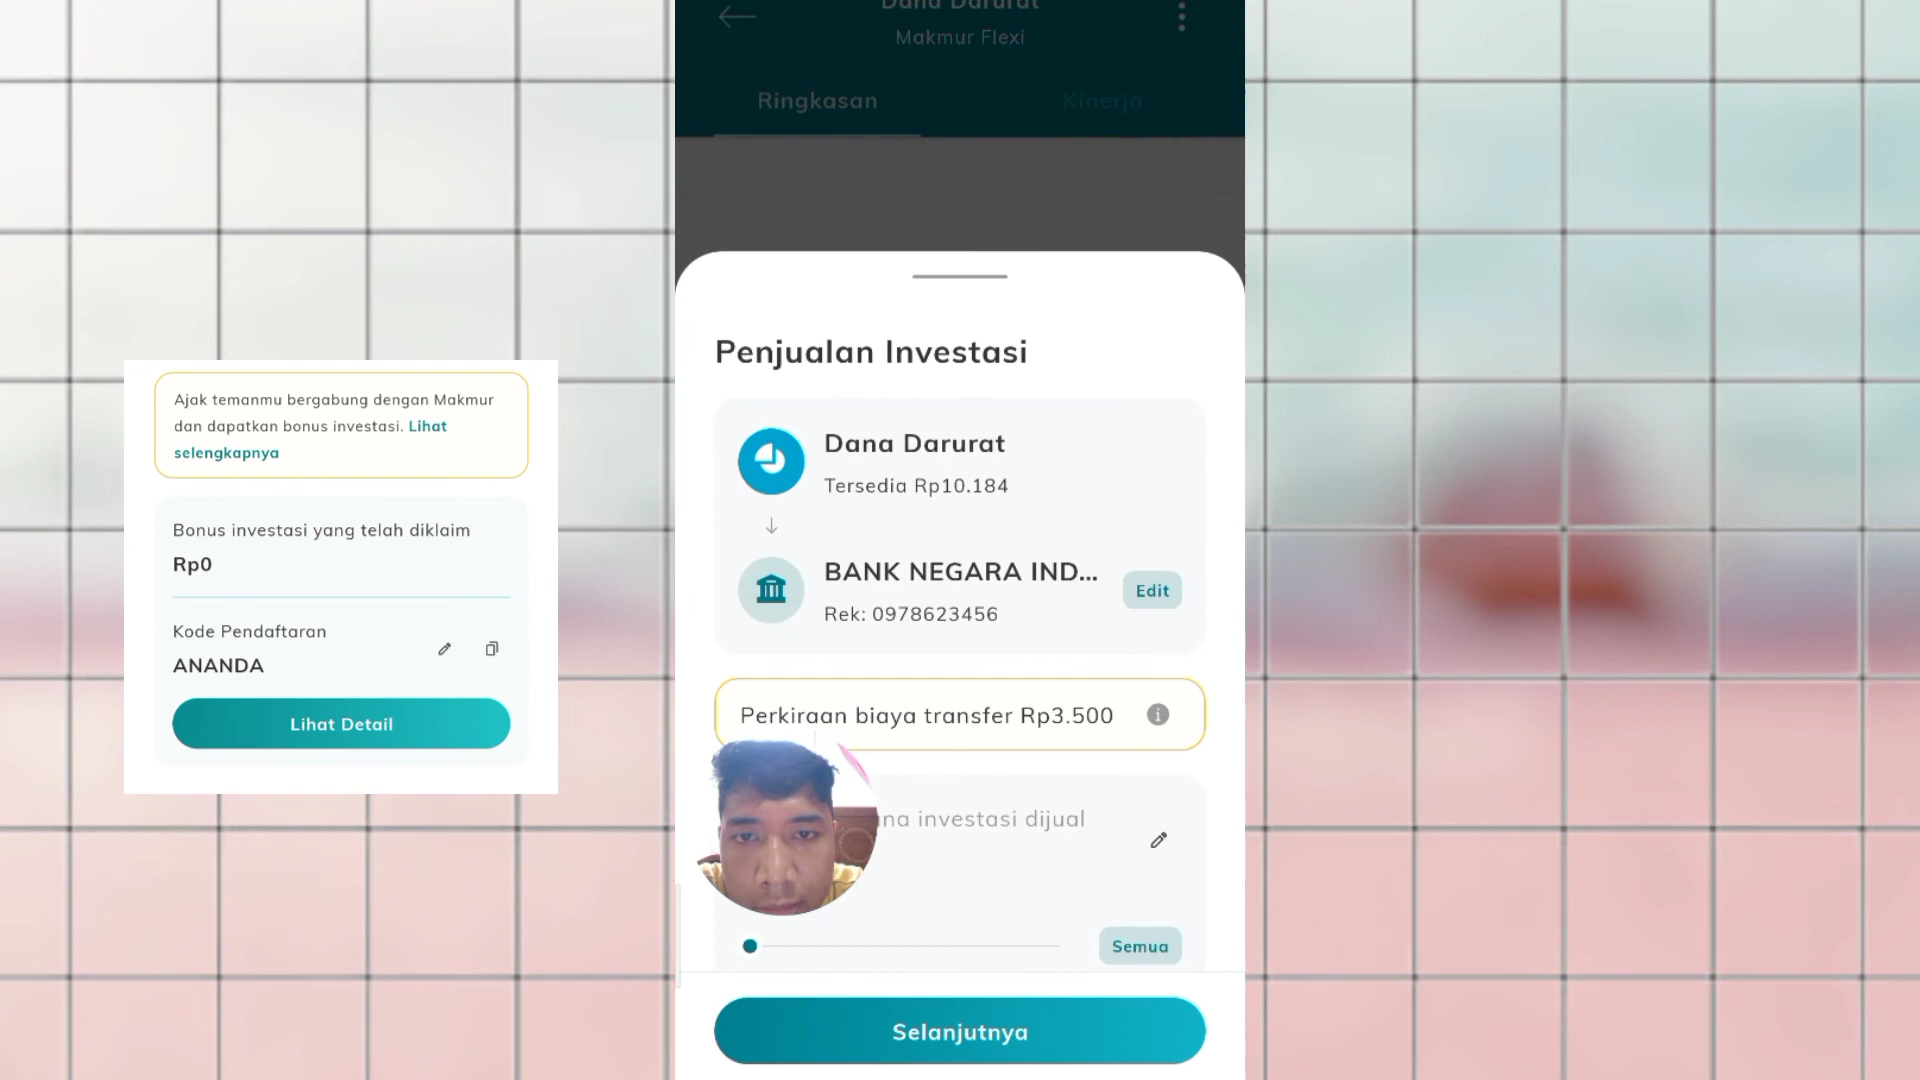 Ajak temanmu bergabung dengan Makmur
dan dapatkan bonus investasi. Lihat
selengkapnya
Bonus investasi yang telah diklaim
Rp0
Kode Pendaftaran
ANANDA
Lihat Detail
Dana Darurat
Makmur Flexi
Ringkasan
Kinerja
Penjualan Investasi
Dana Darurat
Tersedia Rp10.184
BANK NEGARA IND...
Rek: 0978623456
Edit
Perkiraan biaya transfer Rp3.500
investasi dijual
Semua
Selanjutnya